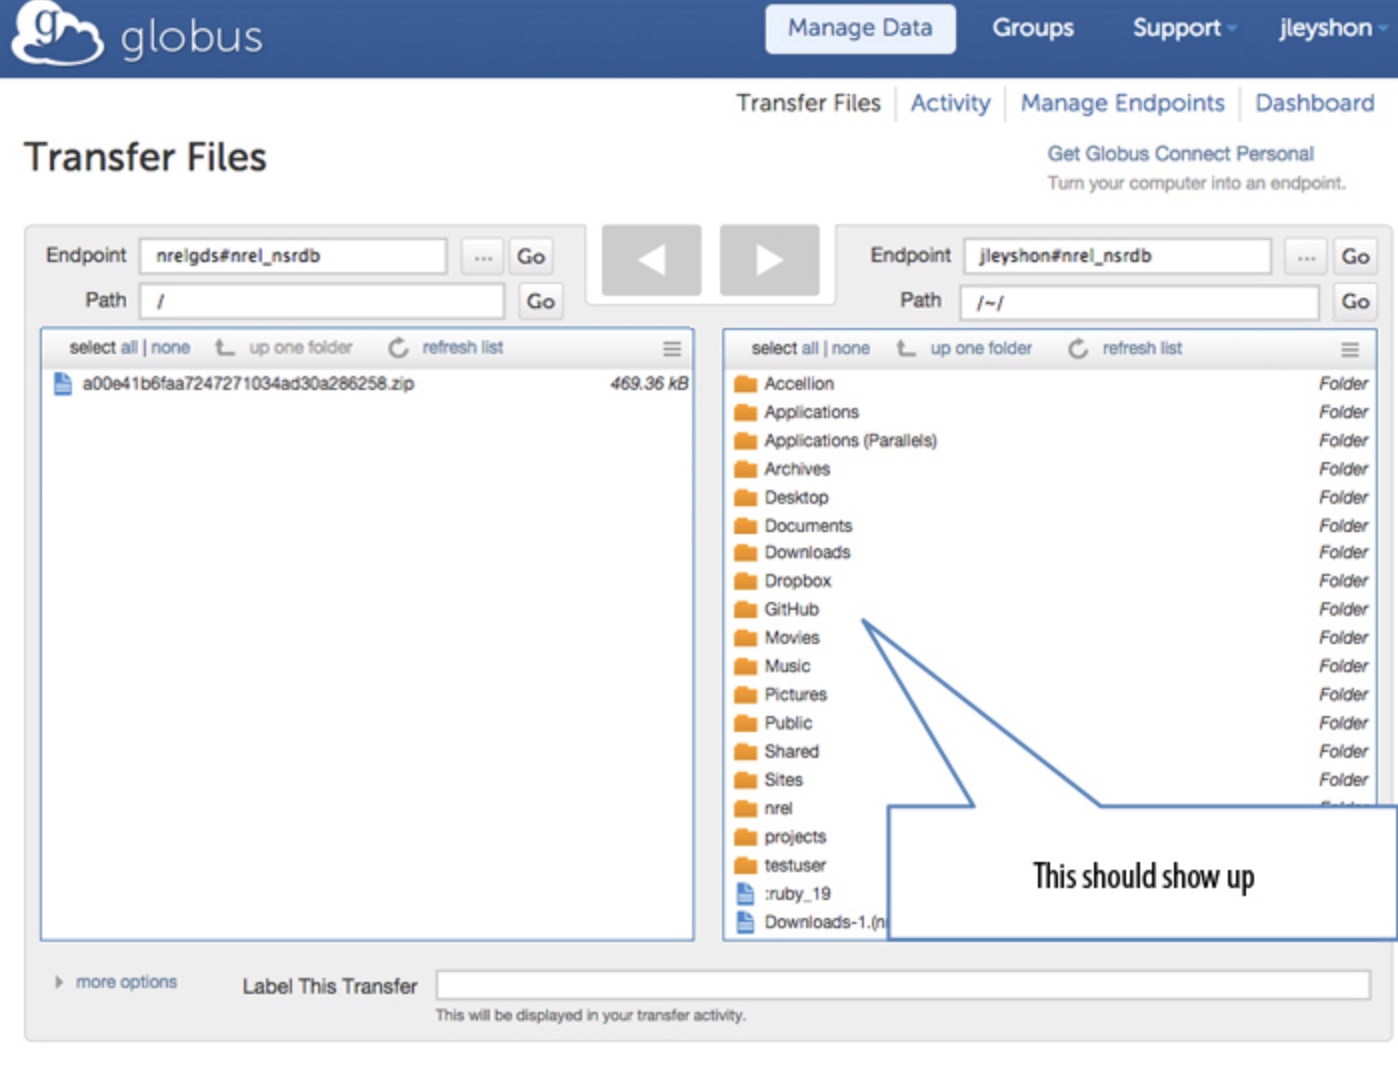 globus
Manage Data Groups Support jleyshon
Transfer Files Activity Manage Endpoints Dashboard
Transfer Files
Get Globus Connect Personal
Turn your computer into an endpoint.
Endpoint nrelgds#nrel_nsrdb ... Go
Path / Go
Endpoint jleyshon#nrel_nsrdb ... Go
Path /~/ Go
select all | none up one folder refresh list
a00e41b6faa7247271034ad30a286258.zip 469.36 kB
select all | none up one folder refresh list
Accellion Folder
Applications Folder
Applications (Parallels) Folder
Archives Folder
Desktop Folder
Documents Folder
Downloads Folder
Dropbox Folder
GitHub Folder
Movies Folder
Music Folder
Pictures Folder
Public Folder
Shared Folder
Sites Folder
nrel
projects
testuser
:ruby_19
Downloads-1.(n
This should show up
more options
Label This Transfer
This will be displayed in your transfer activity.